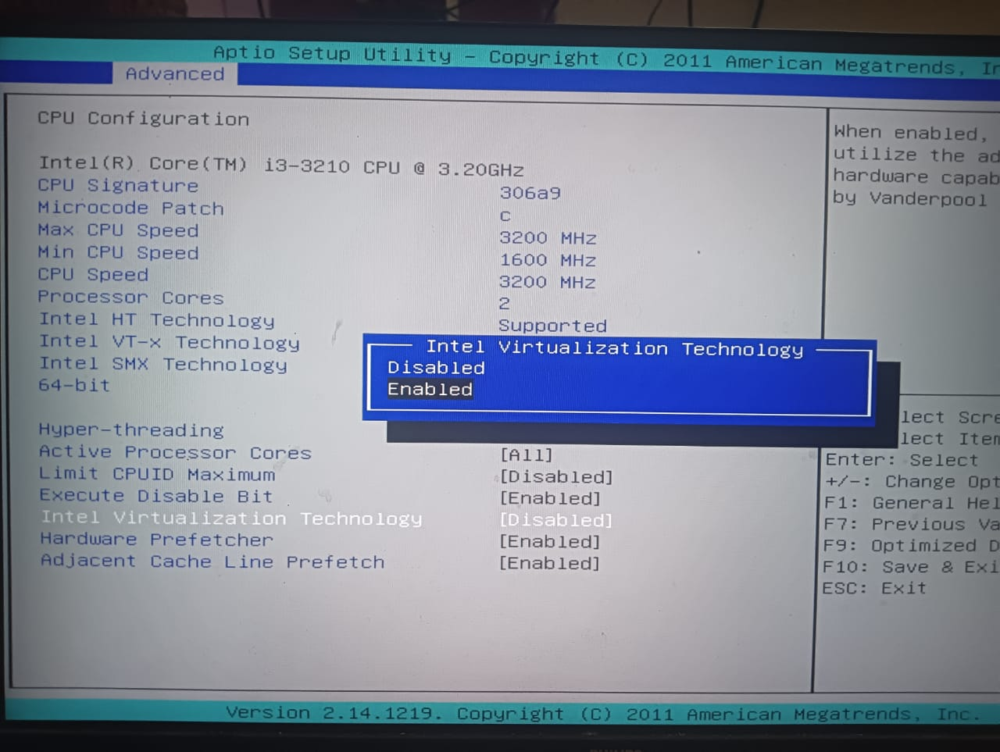 Aptio Setup Utility - Copyright (C) 2011 American Megatrends,
Advanced
CPU Configuration
Intel(R) Core(TM) i3-3210 CPU @ 3.20GHz
CPU Signature 306a9
Microcode Patch c
Max CPU Speed 3200 MHz
Min CPU Speed 1600 MHz
CPU Speed 3200 MHz
Processor Cores 2
Intel HT Technology Supported
Intel VT-x Technology
Intel SMX Technology
64-bit
Hyper-threading
Active Processor Cores [All]
Limit CPUID Maximum [Disabled]
Execute Disable Bit [Enabled]
Intel Virtualization Technology [Disabled]
Hardware Prefetcher [Enabled]
Adjacent Cache Line Prefetch [Enabled]
Intel Virtualization Technology
Disabled
Enabled
When enabled,
utilize the ad
hardware capab
by Vanderpool
lect Scre
lect Item
Enter: Select
+/-: Change Opt
F1: General Hel
F7: Previous Va
F9: Optimized D
F10: Save & Exi
ESC: Exit
Version 2.14.1219. Copyright (C) 2011 American Megatrends, Inc.